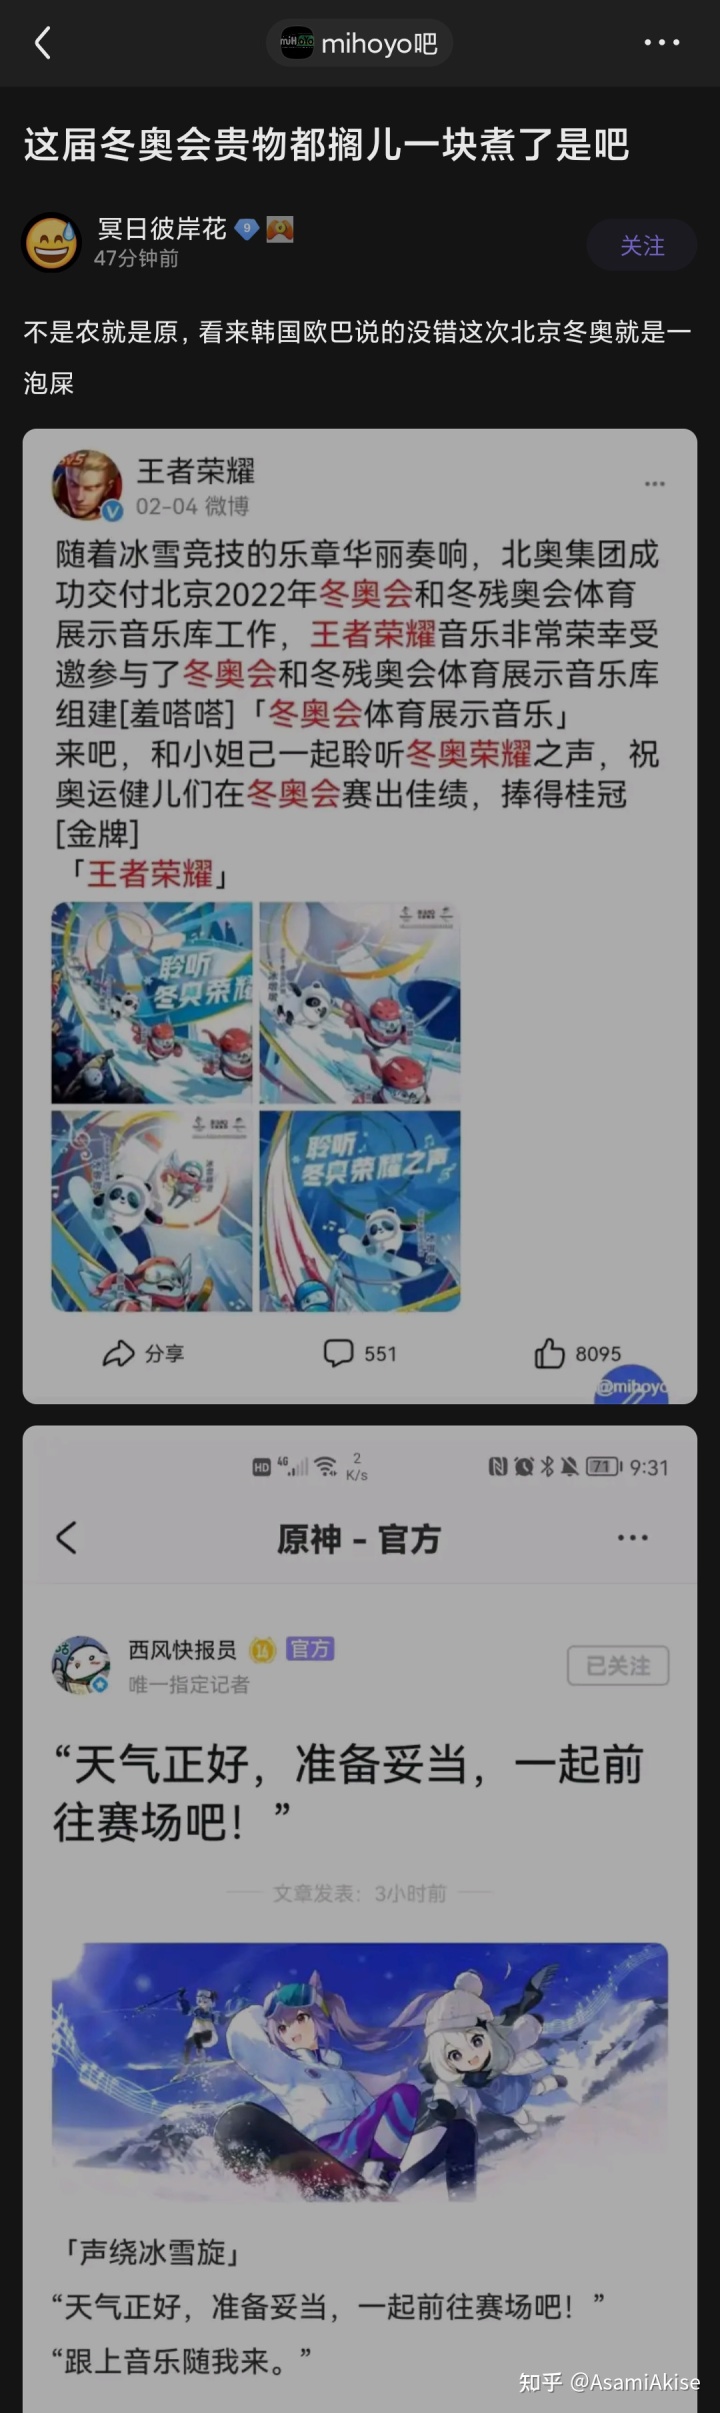 mihoyo吧
这届冬奥会贵物都搁儿一块煮了是吧
冥日彼岸花
9
47分钟前
关注
不是农就是原，看来韩国欧巴说的没错这次北京冬奥就是一
泡屎
王者荣耀
02-04 微博
随着冰雪竞技的乐章华丽奏响，北奥集团成
功交付北京2022年冬奥会和冬残奥会体育
展示音乐库工作，王者荣耀音乐非常荣幸受
邀参与了冬奥会和冬残奥会体育展示音乐库
组建[羞嗒嗒]「冬奥会体育展示音乐」
来吧，和小妲己一起聆听冬奥荣耀之声，祝
奥运健儿们在冬奥会赛出佳绩，捧得桂冠
[金牌]
「王者荣耀」
聆听
冬奥荣耀
聆听
冬奥荣耀之声
分享
551
8095
@mihoyo
HD 4G 2 K/s 71 9:31
原神 - 官方
西风快报员 官方
唯一指定记者
已关注
“天气正好，准备妥当，一起前
往赛场吧！”
文章发表：3小时前
「声绕冰雪旋」
“天气正好，准备妥当，一起前往赛场吧！”
“跟上音乐随我来。”
知乎 @AsamiAkise